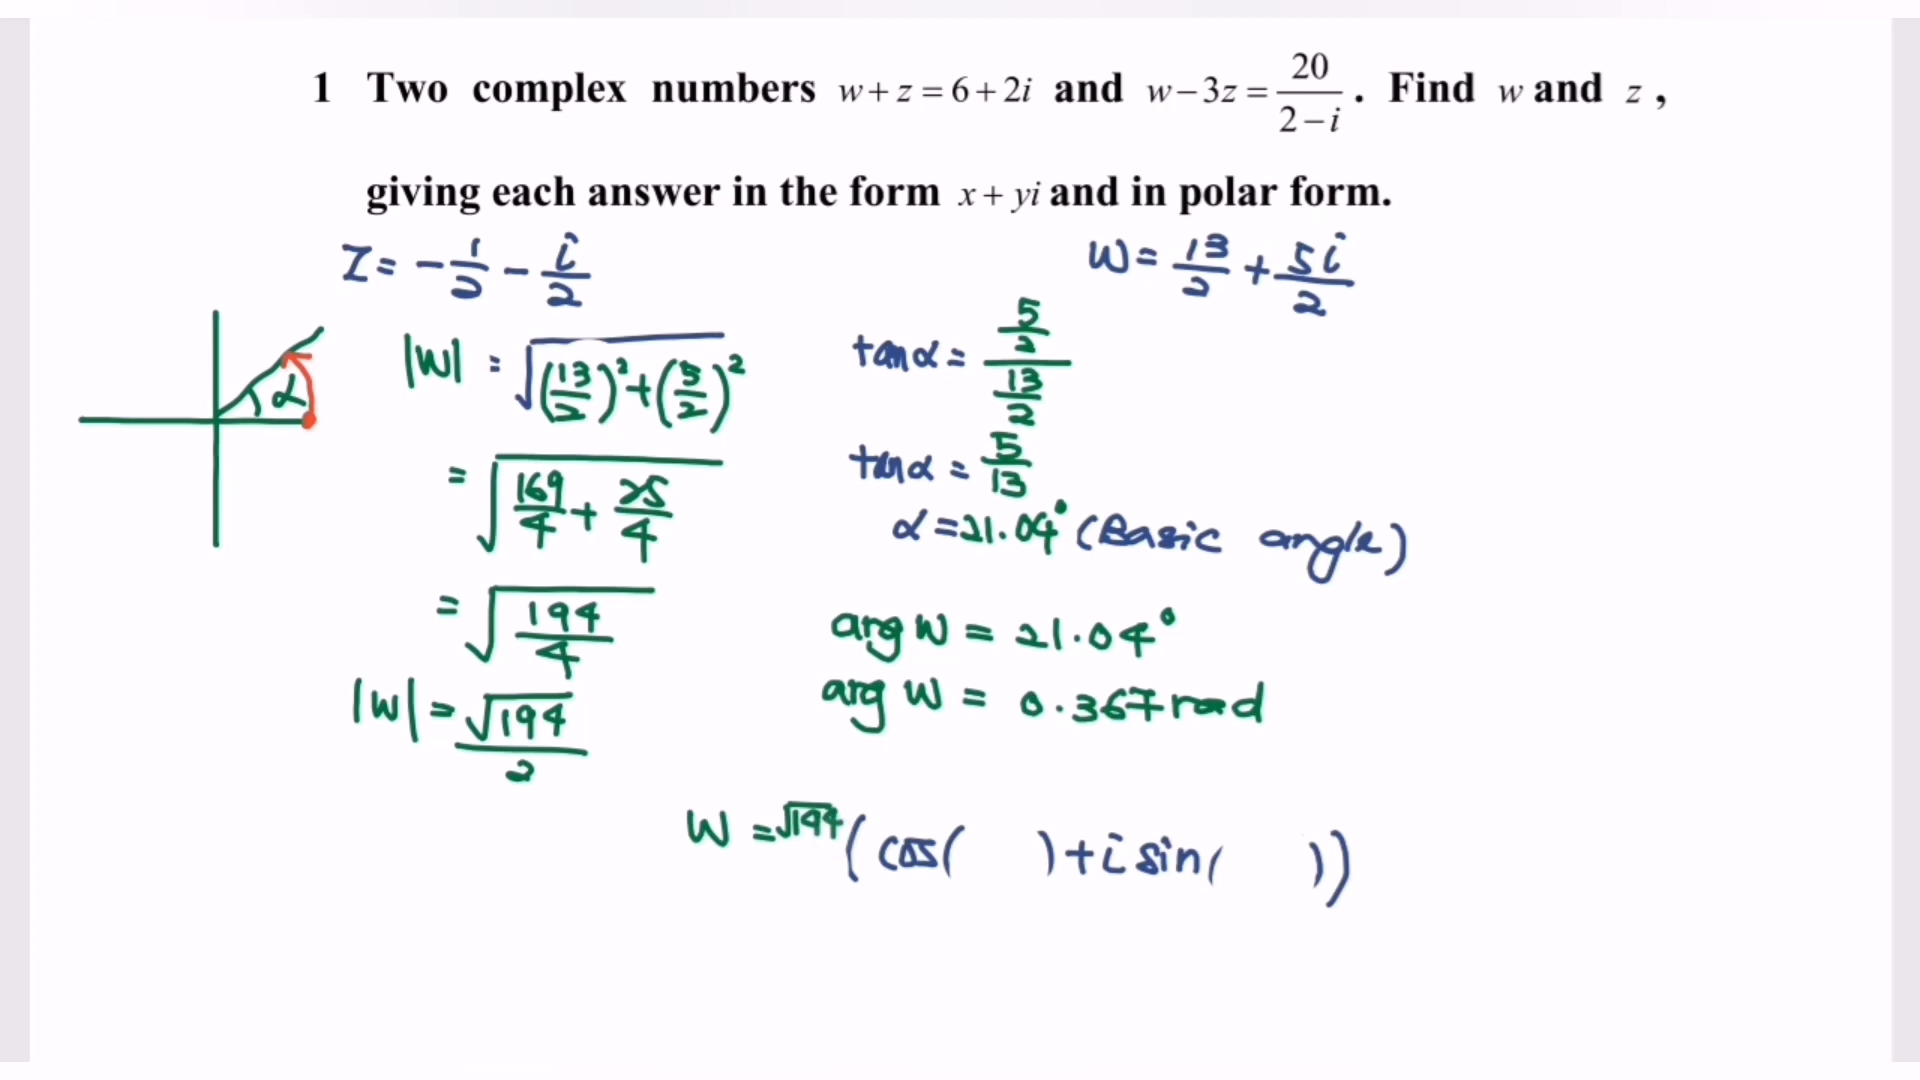 1 Two complex numbers w + z = 6 + 2i and w − 3z = 20/(2 − i) . Find w and z ,
giving each answer in the form x + yi and in polar form.
Z = −1/2 − i/2
W = 13/2 + 5i/2
α
|W| = √((13/2)² + (5/2)²)
= √(169/4 + 25/4)
= √(194/4)
|W| = √194/2
tanα = (5/2)/(13/2)
tanα = 5/13
α = 21.04° (Basic angle)
arg W = 21.04°
arg W = 0.367 rad
W = √194 (cos( ) + i sin( ))